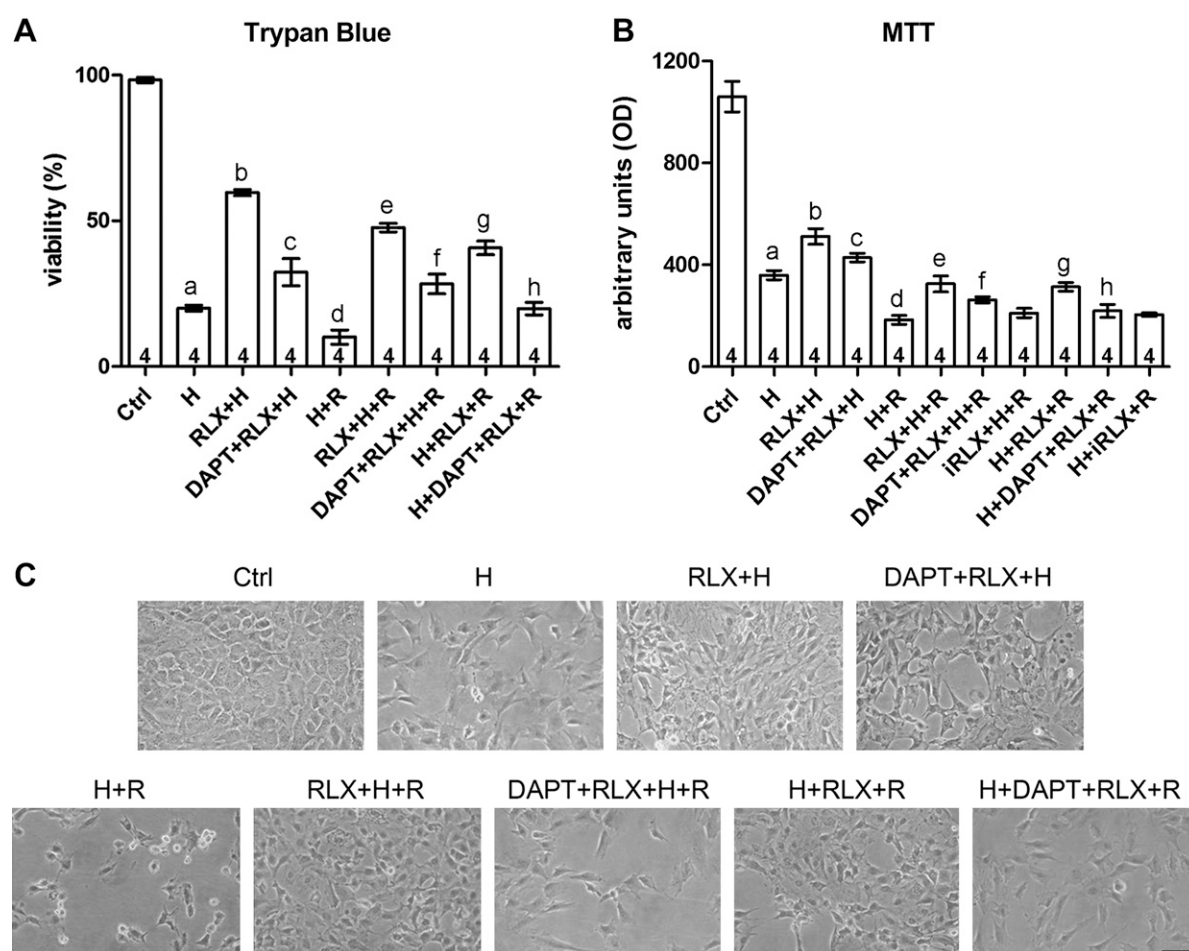 A
Trypan Blue
viability (%)
100
50
0
a
b
c
d
e
f
g
h
4 4 4 4 4 4 4 4 4
Ctrl
H
RLX+H
DAPT+RLX+H
H+R
RLX+H+R
DAPT+RLX+H+R
H+RLX+R
H+DAPT+RLX+R
B
MTT
arbitrary units (OD)
1200
800
400
0
a
b
c
d
e
f
g
h
4 4 4 4 4 4 4 4 4 4 4
Ctrl
H
RLX+H
DAPT+RLX+H
H+R
RLX+H+R
DAPT+RLX+H+R
iRLX+H+R
H+RLX+R
H+DAPT+RLX+R
H+iRLX+R
C
Ctrl H RLX+H DAPT+RLX+H
H+R RLX+H+R DAPT+RLX+H+R H+RLX+R H+DAPT+RLX+R